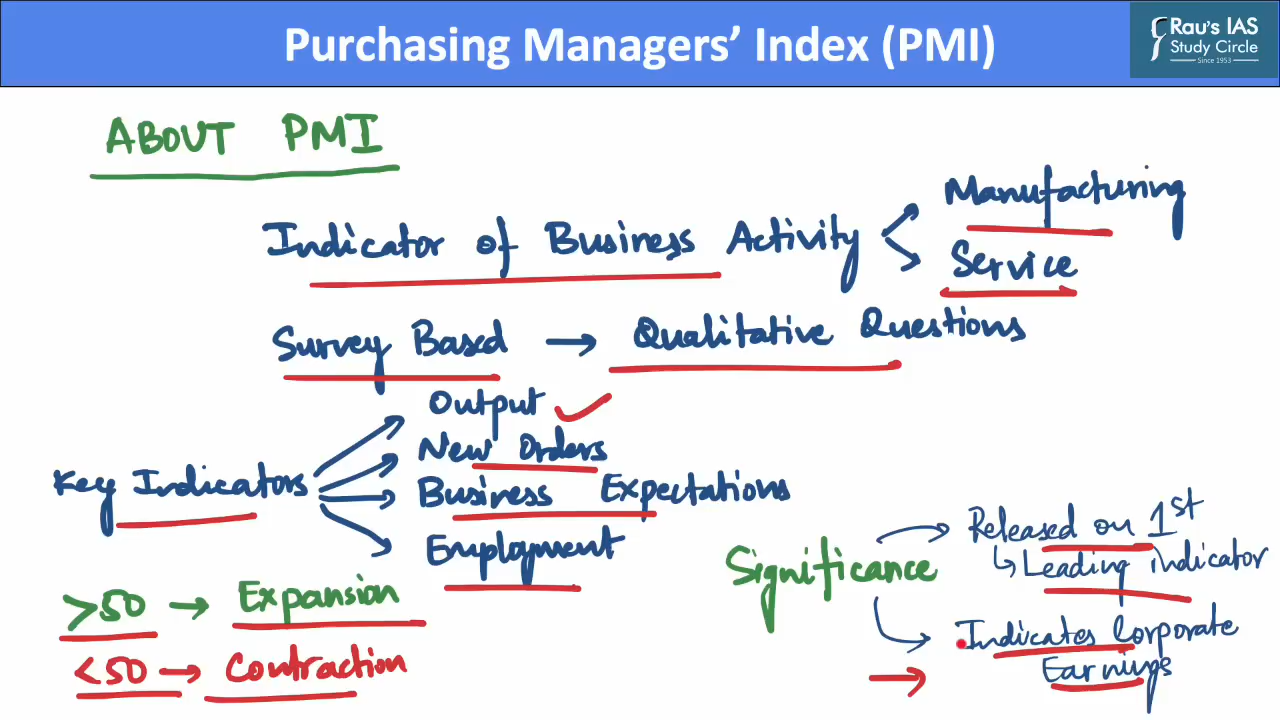 Purchasing Managers' Index (PMI)
Rau's IAS
Study Circle
Since 1953
ABOUT PMI
Indicator of Business Activity
Manufacturing
Service
Survey Based → Qualitative Questions
Key Indicators
Output
New Orders
Business Expectations
Employment
>50 → Expansion
<50 → Contraction
Significance
Released on 1st
Leading Indicator
Indicates Corporate
Earnings